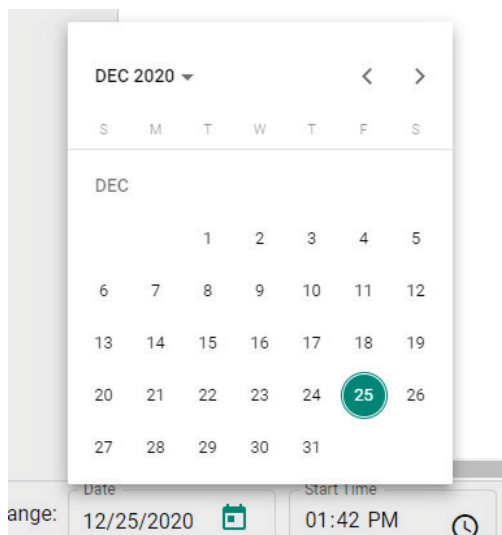 DEC 2020
S M T W T F S
DEC
1 2 3 4 5
6 7 8 9 10 11 12
13 14 15 16 17 18 19
20 21 22 23 24 25 26
27 28 29 30 31
Date Start Time
ange: 12/25/2020 01:42 PM